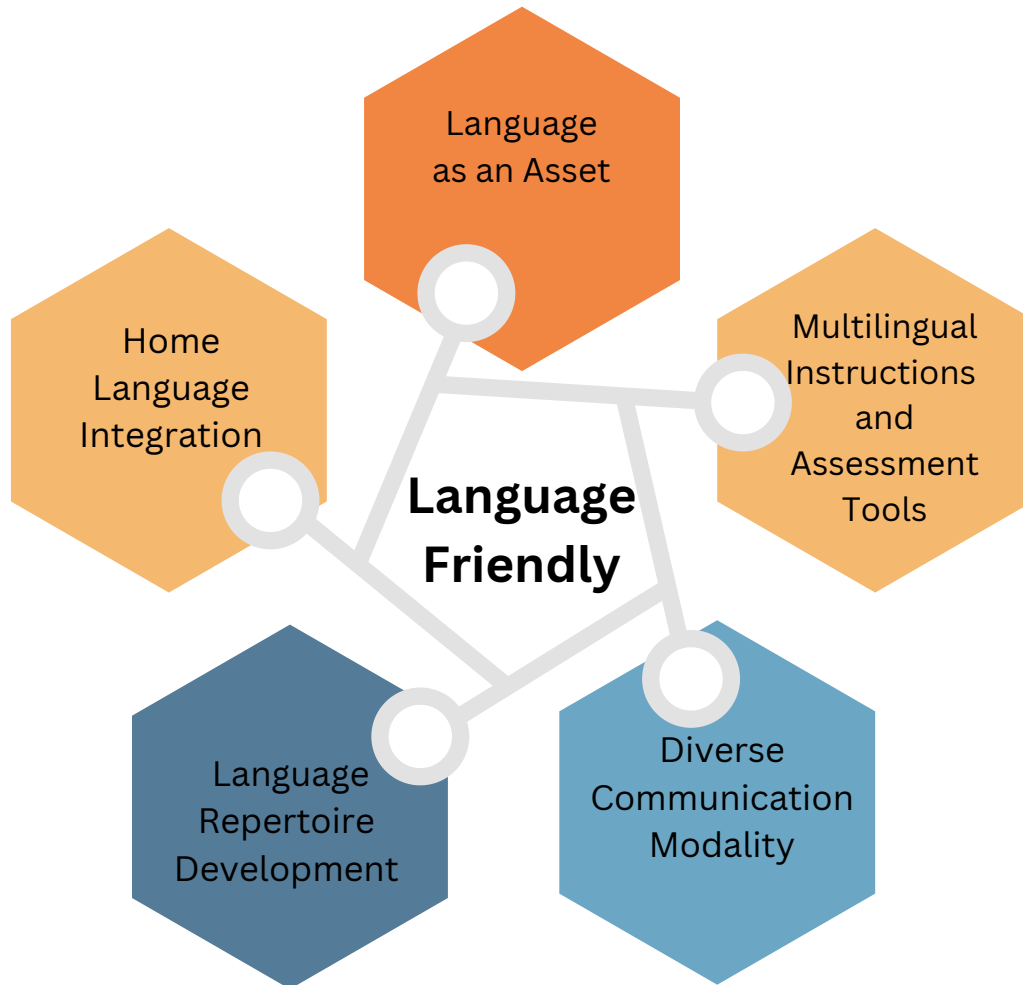 Language
as an Asset
Home
Language
Integration
Multilingual
Instructions
and
Assessment
Tools
Language
Friendly
Language
Repertoire
Development
Diverse
Communication
Modality